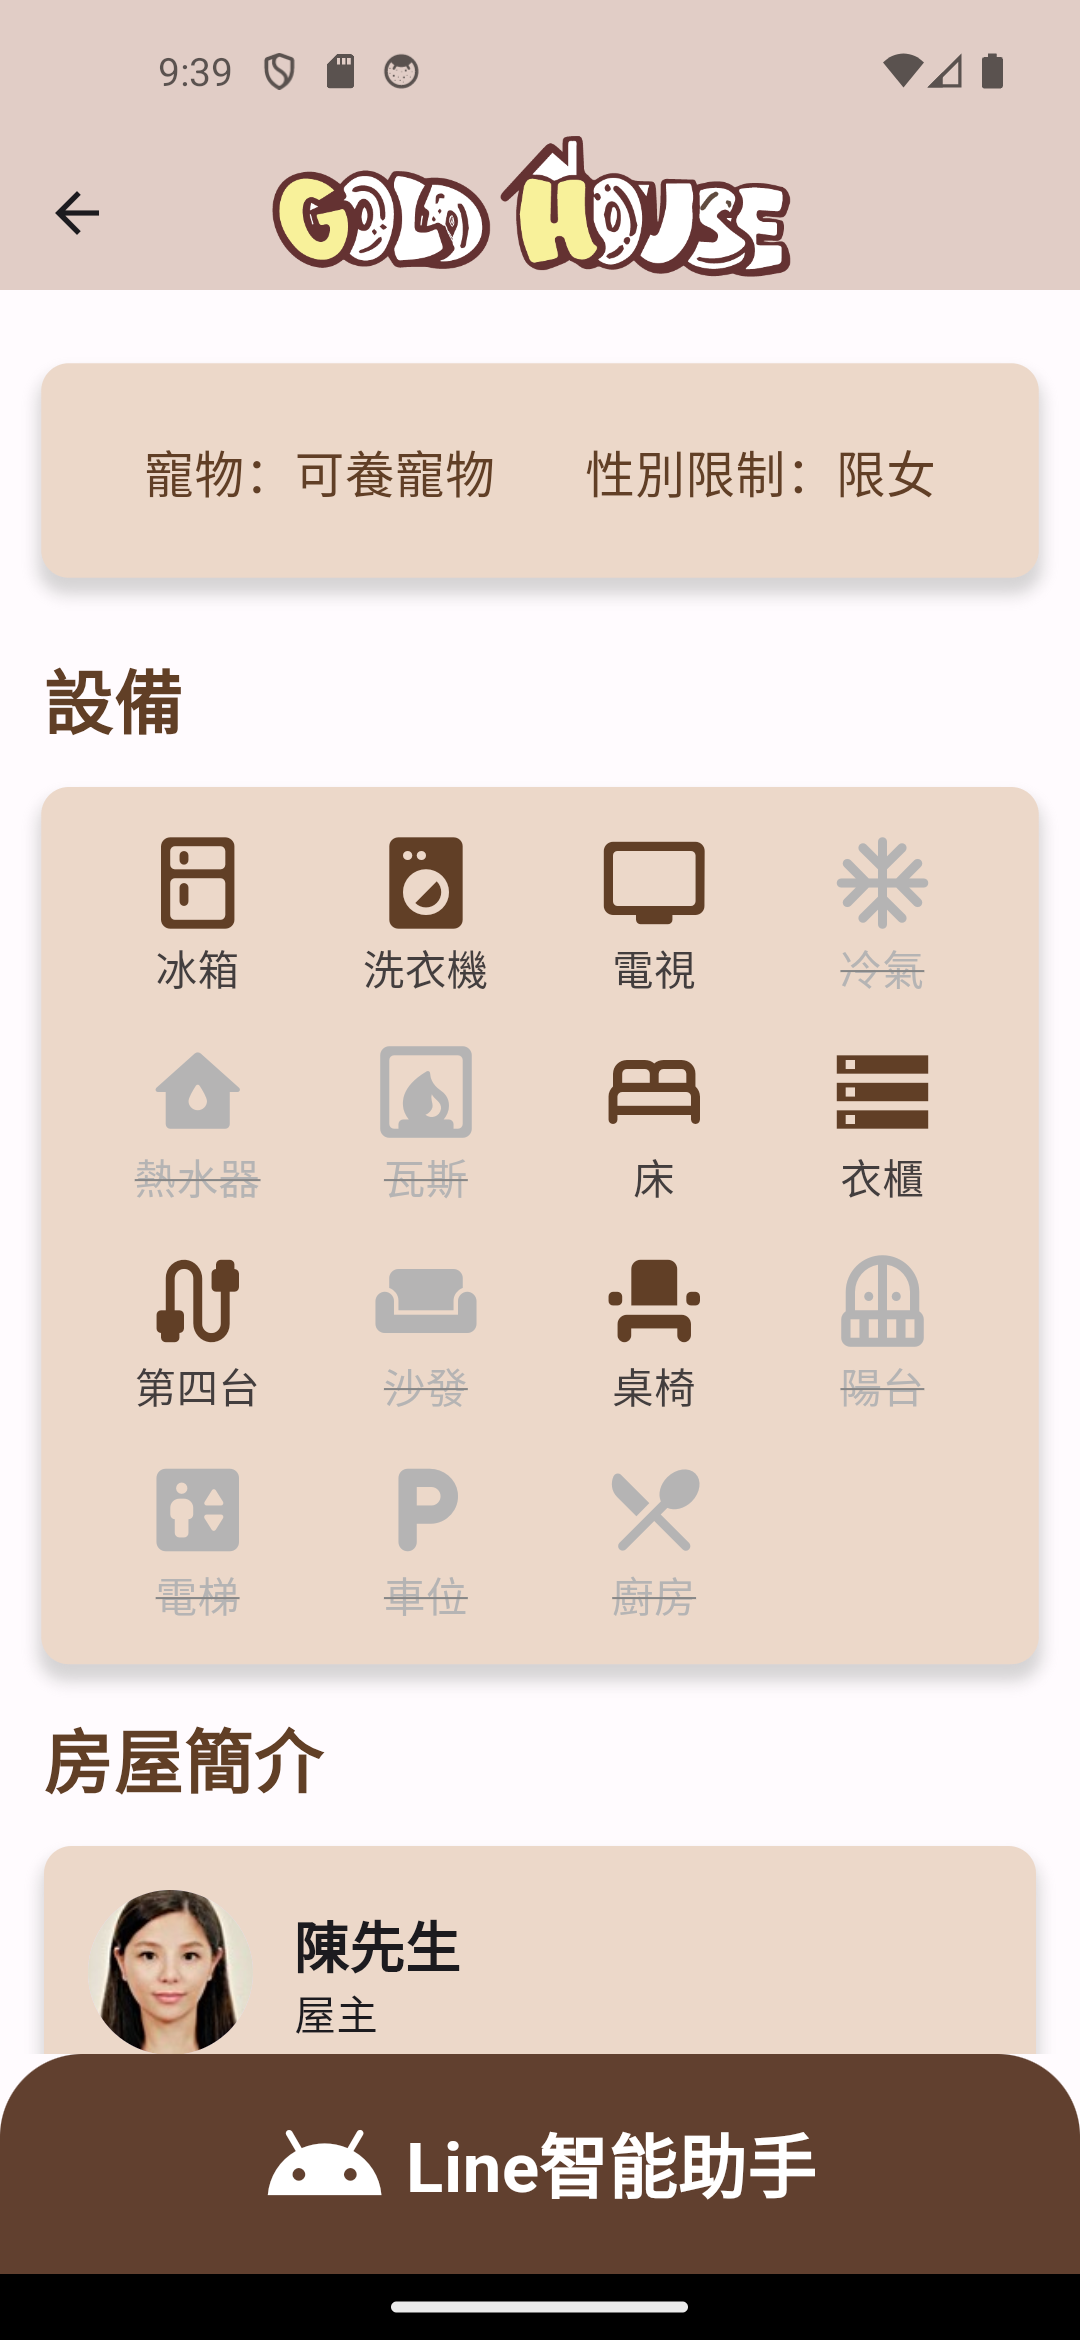 9:39
GOLD HOUSE
寵物：可養寵物 性別限制：限女
設備
冰箱 洗衣機 電視 冷氣
熱水器 瓦斯 床 衣櫃
第四台 沙發 桌椅 陽台
電梯 車位 廚房
房屋簡介
陳先生
屋主
Line智能助手